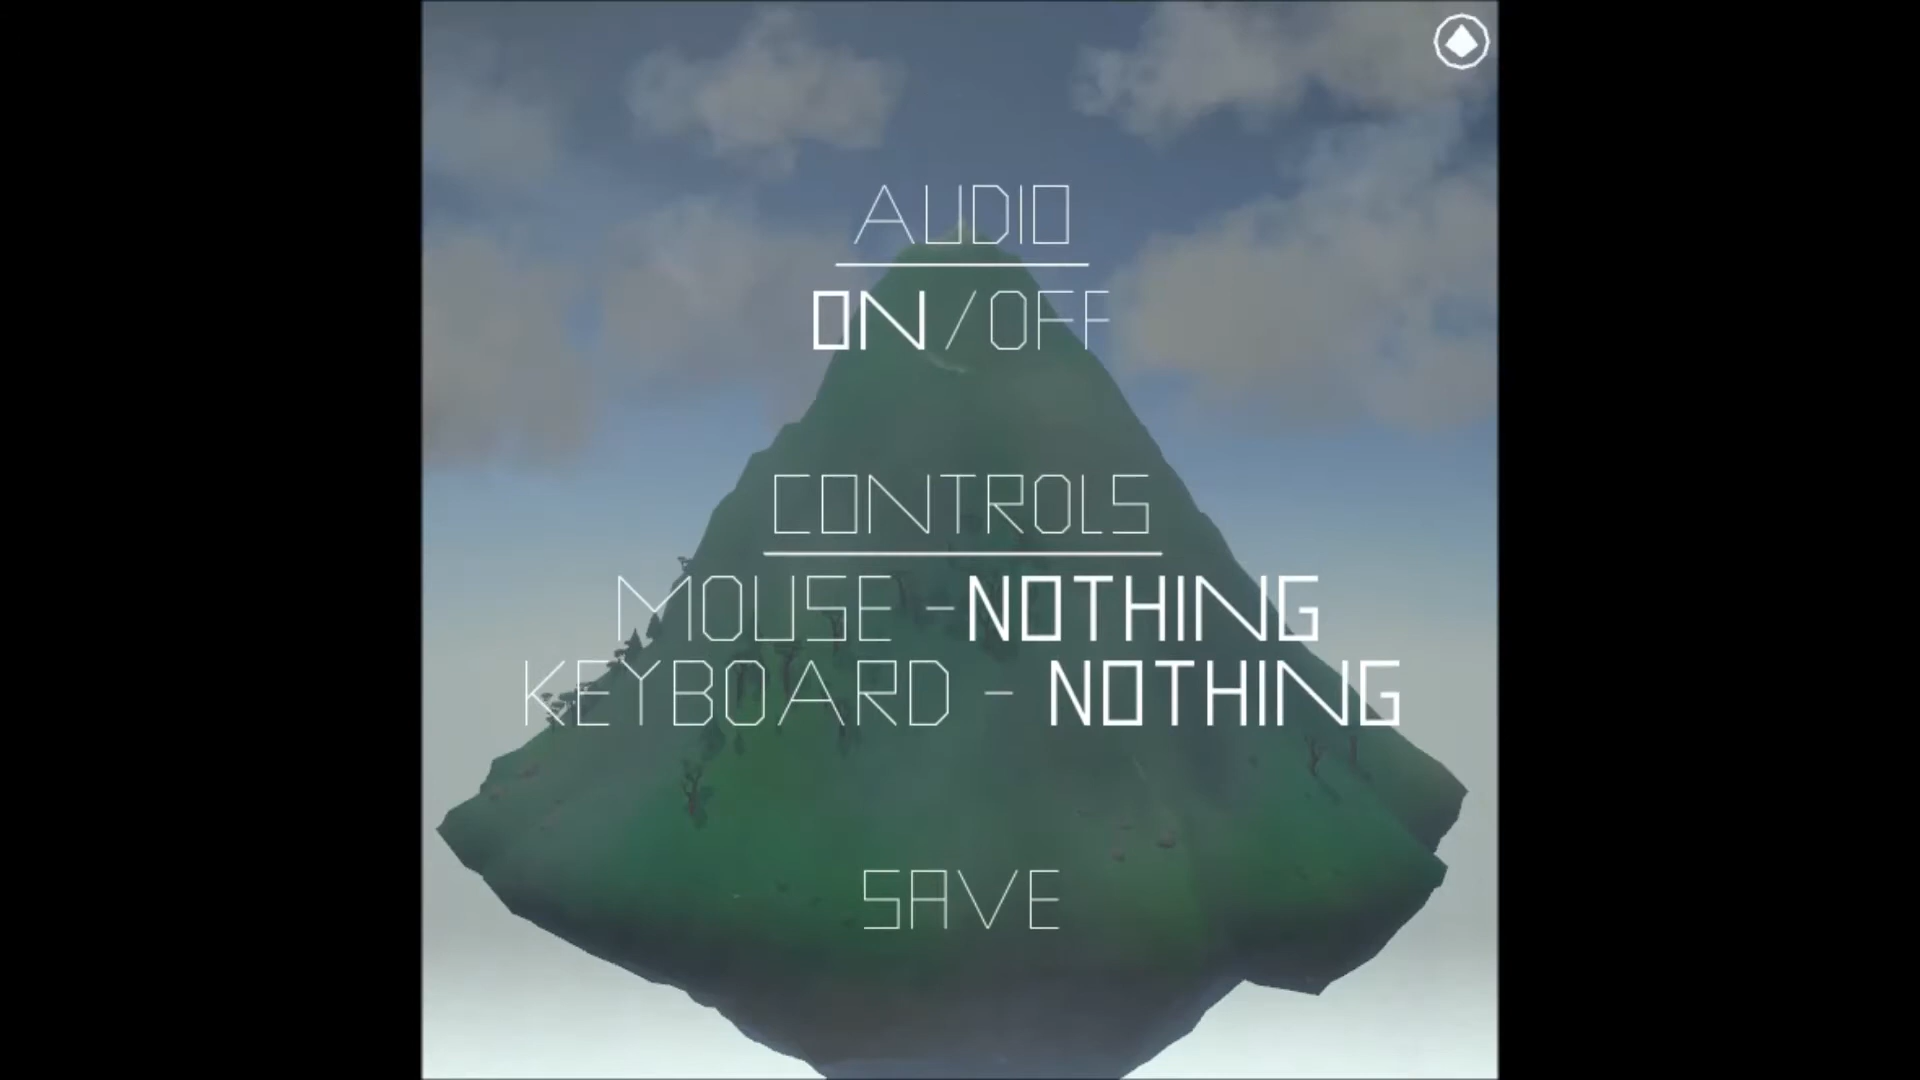 AUDIO
ON/OFF
CONTROLS
MOUSE -NOTHING
KEYBOARD - NOTHING
SAVE